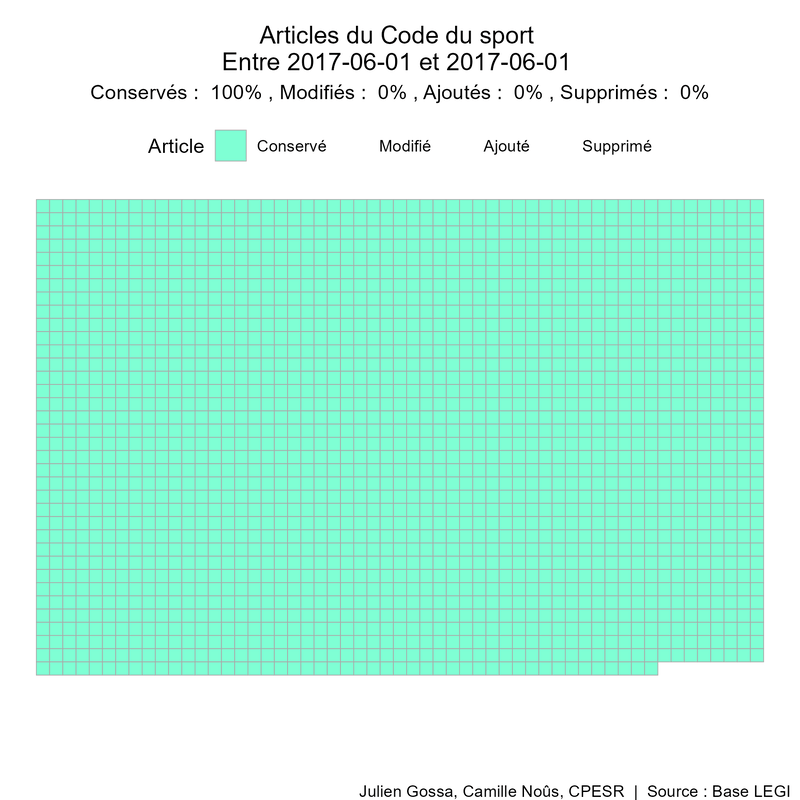 Articles du Code du sport
Entre 2017-06-01 et 2017-06-01
Conservés :  100% , Modifiés :  0% , Ajoutés :  0% , Supprimés :  0%
Article Conservé Modifié Ajouté Supprimé
Julien Gossa, Camille Noûs, CPESR  |  Source : Base LEGI